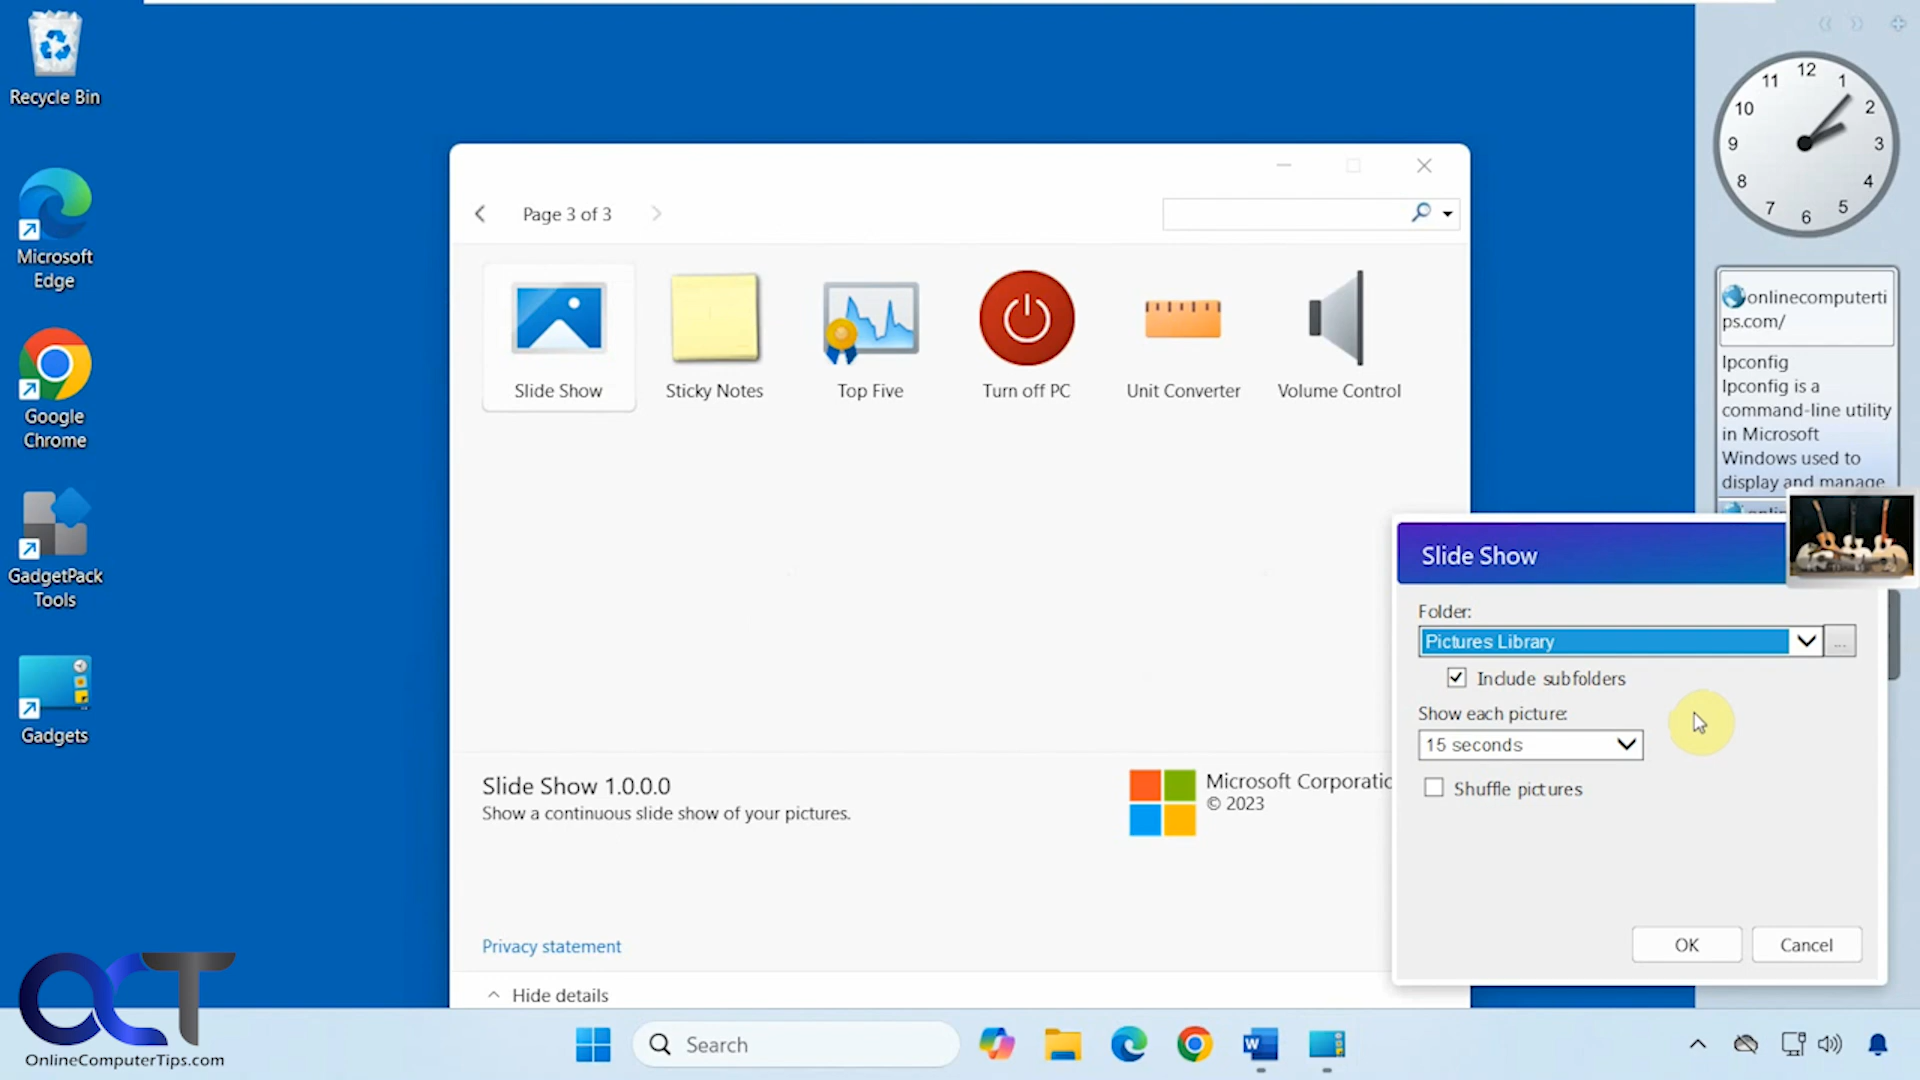 Recycle Bin
Microsoft
Edge
Google
Chrome
GadgetPack
Tools
Gadgets
Page 3 of 3
Slide Show
Sticky Notes
Top Five
Turn off PC
Unit Converter
Volume Control
Slide Show 1.0.0.0
Show a continuous slide show of your pictures.
Microsoft Corporatic
© 2023
Privacy statement
Hide details
12
1
2
3
4
5
6
7
8
9
10
11
onlinecomputerti
ps.com/
Ipconfig
Ipconfig is a
command-line utility
in Microsoft
Windows used to
display and manage
Slide Show
Folder:
Pictures Library
...
Include subfolders
Show each picture:
15 seconds
Shuffle pictures
OK
Cancel
OCT
OnlineComputerTips.com
Search
W